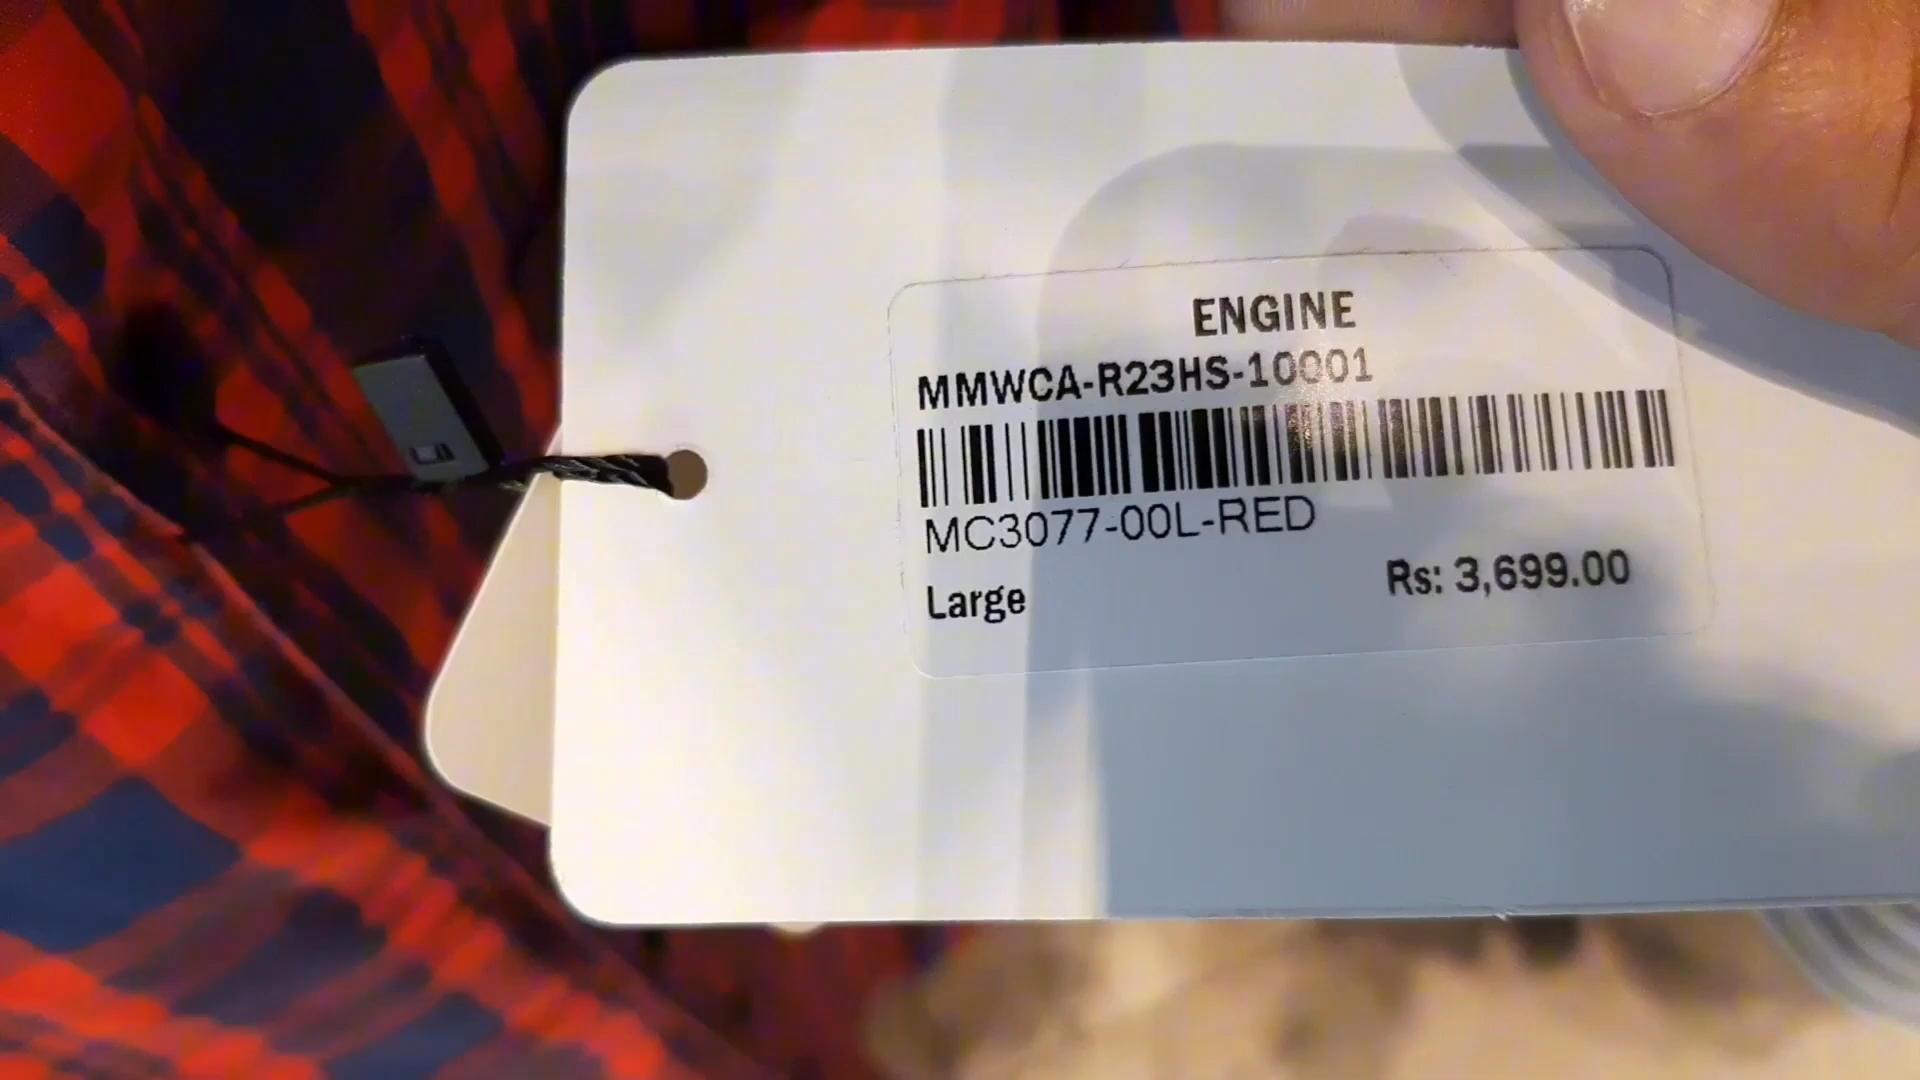 ENGINE
MMWCA-R23HS-10001
MC3077-00L-RED
Large
Rs: 3,699.00